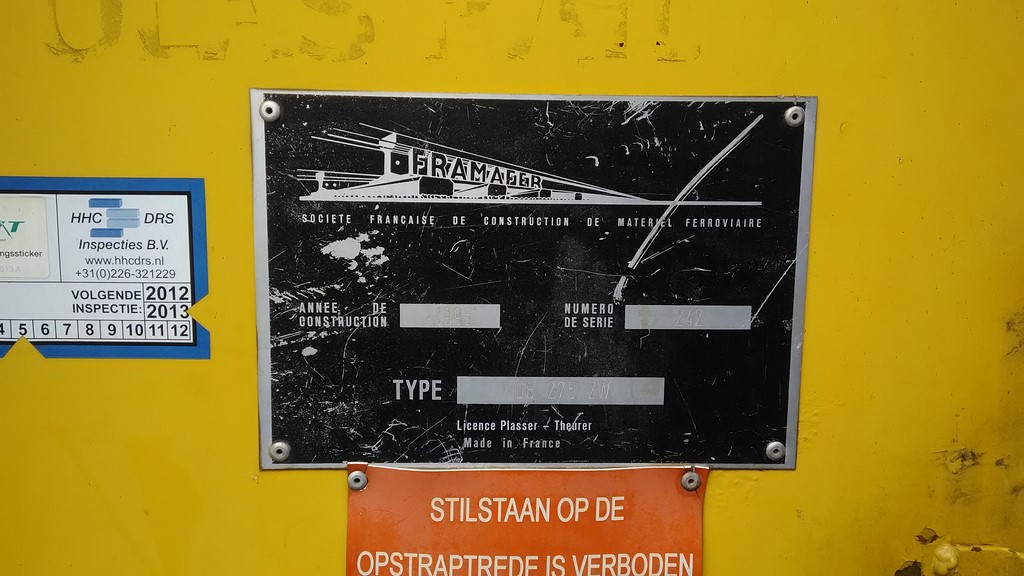 FRAMAFER
SOCIETE FRANCAISE DE CONSTRUCTION DE MATERIEL FERROVIAIRE
ANNEE DE
CONSTRUCTION
NUMERO
DE SERIE
TYPE
275 ZW
Licence Plasser - Theurer
Made in France
HHC DRS
Inspecties B.V.
www.hhcdrs.nl
+31(0)226-321229
VOLGENDE 2012
INSPECTIE: 2013
4 5 6 7 8 9 10 11 12
STILSTAAN OP DE
OPSTRAPTREDE IS VERBODEN